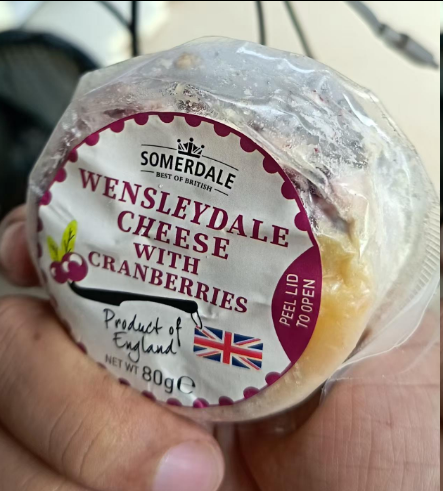 SOMERDALE
BEST OF BRITISH
WENSLEYDALE
CHEESE
WITH
CRANBERRIES
Product of
England
NET WT 80g℮
PEEL LID
TO OPEN